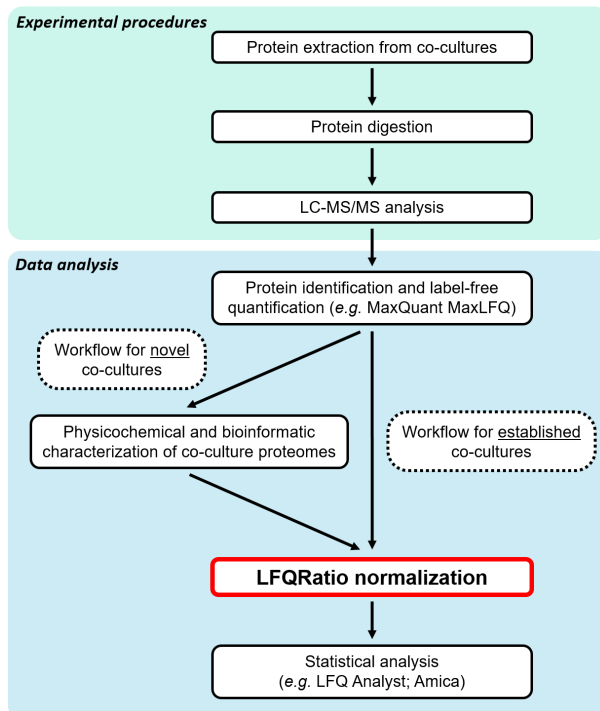 Experimental procedures
Protein extraction from co-cultures
Protein digestion
LC-MS/MS analysis
Data analysis
Protein identification and label-free
quantification (e.g. MaxQuant MaxLFQ)
Workflow for novel
co-cultures
Physicochemical and bioinformatic
characterization of co-culture proteomes
Workflow for established
co-cultures
LFQRatio normalization
Statistical analysis
(e.g. LFQ Analyst; Amica)